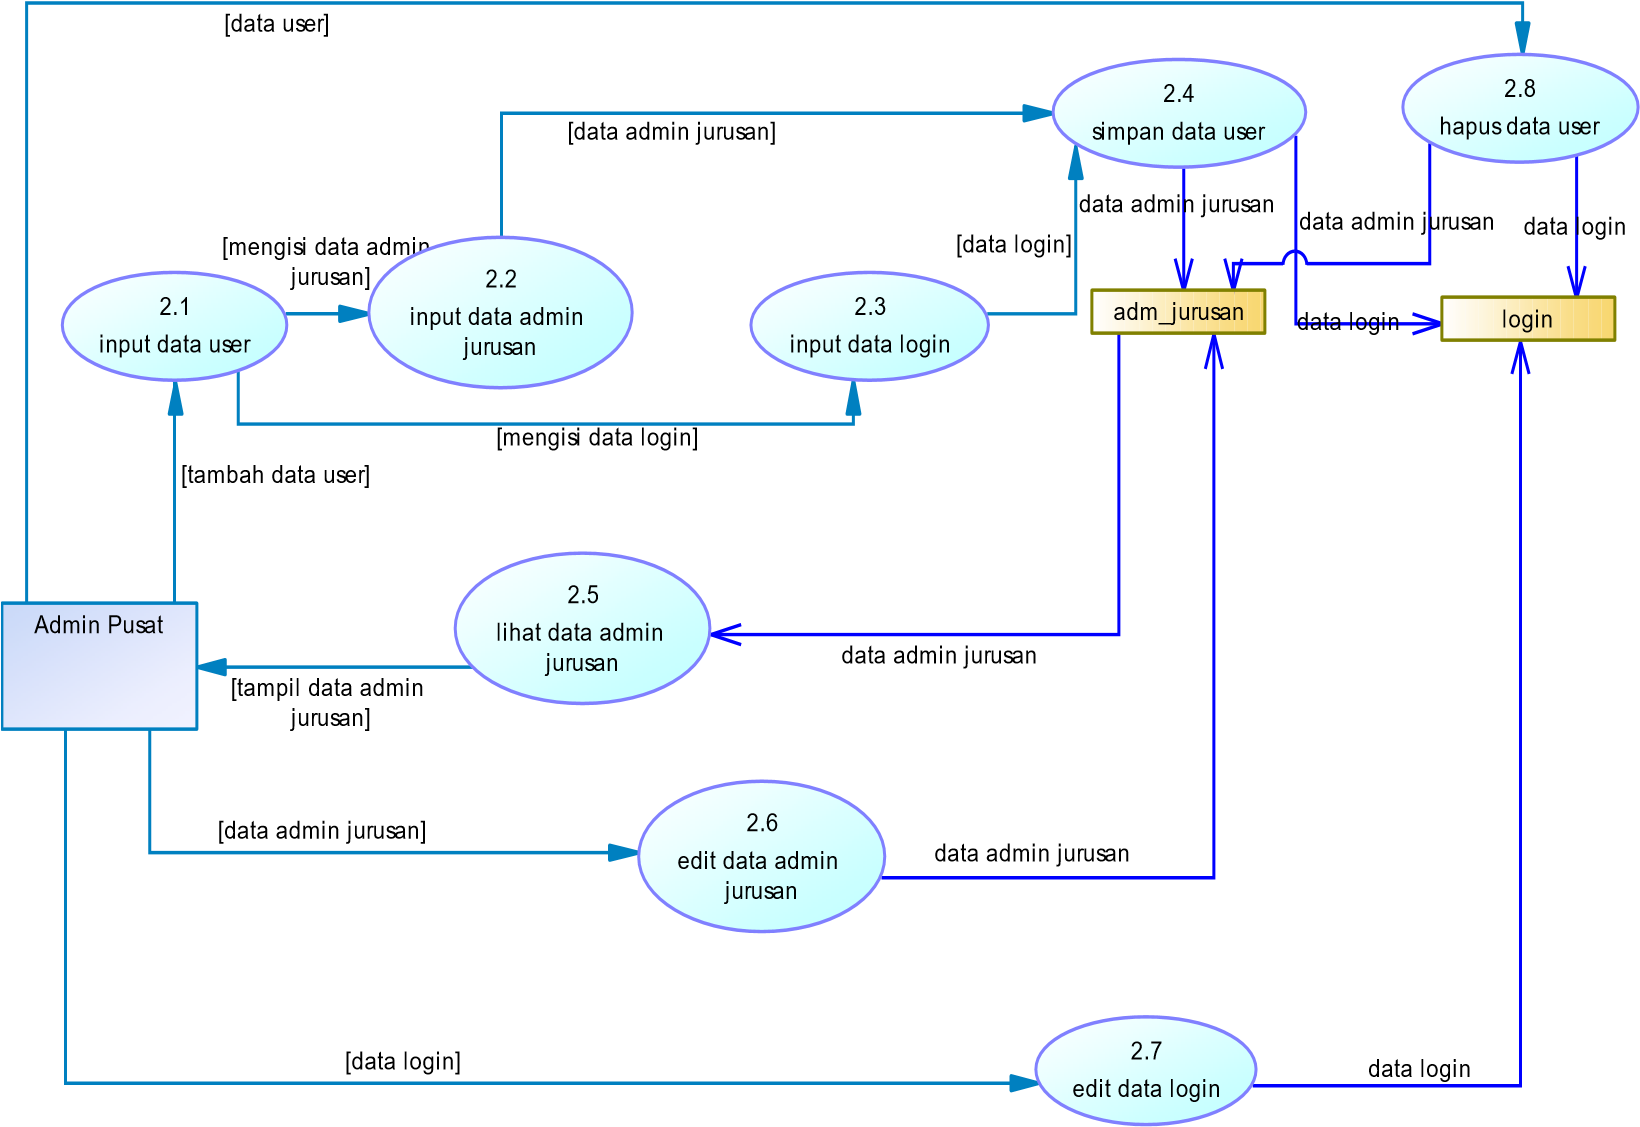 [data user]
2.4
simpan data user
2.8
hapus data user
[data admin jurusan]
data admin jurusan
data admin jurusan
data login
[mengisi data admin
jurusan]
[data login]
2.1
input data user
2.2
input data admin
jurusan
2.3
input data login
adm_jurusan
data login
login
[mengisi data login]
[tambah data user]
2.5
lihat data admin
jurusan
Admin Pusat
data admin jurusan
[tampil data admin
jurusan]
2.6
edit data admin
jurusan
[data admin jurusan]
data admin jurusan
2.7
edit data login
[data login]
data login